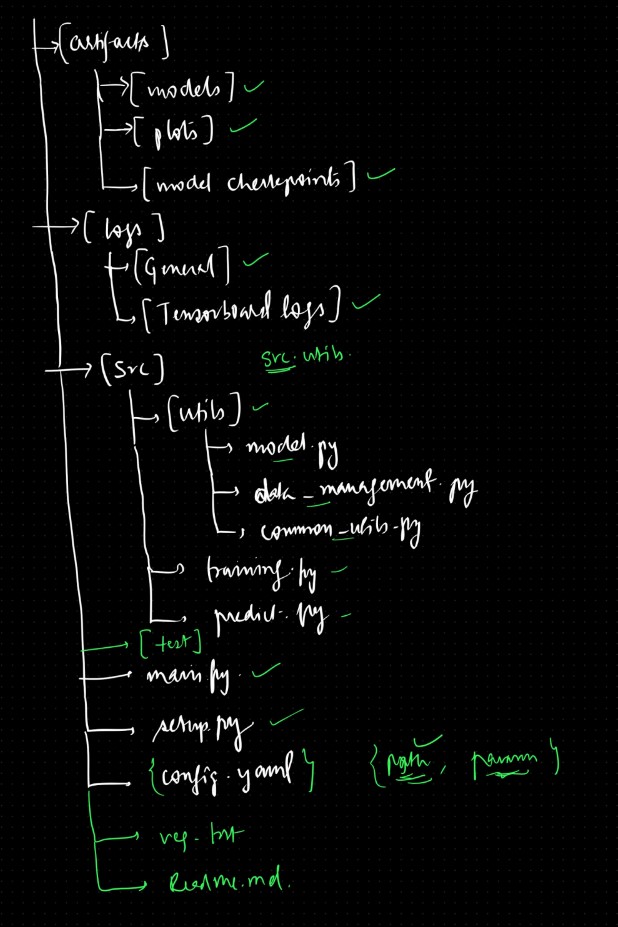 [artifacts]
[models]
[plots]
[model checkpoints]
[logs]
[General]
[Tensorboard logs]
[Src]
src.utils.
[utils]
model.py
data_management.py
common_utils.py
training.py
predict.py
[test]
main.py
setup.py
{config.yaml} {path, params}
req.txt
Readme.md.